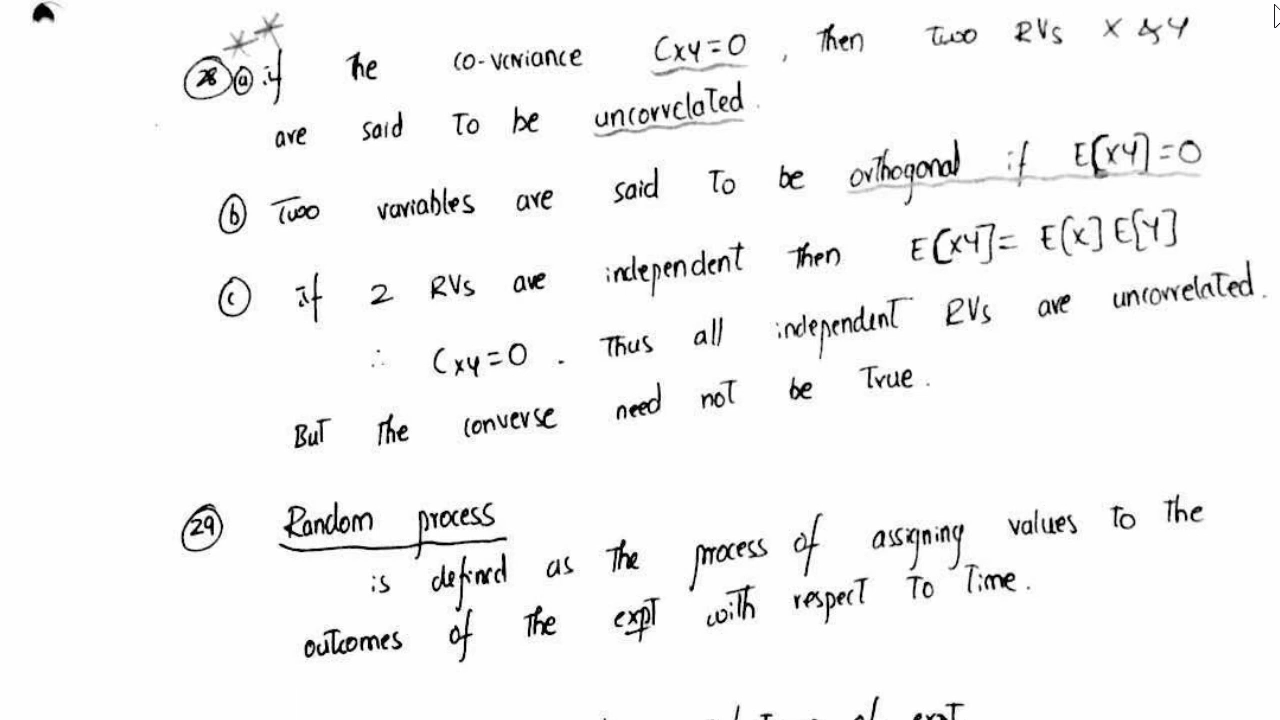 ** 28 (a) if the co-variance Cxy=0, then two RVs X & Y
are said to be uncorrelated.
(b) Two variables are said to be orthogonal if E[XY]=0
(c) if 2 RVs are independent then E[XY]= E[X] E[Y]
∴ Cxy=0. Thus all independent RVs are uncorrelated.
But the converse need not be true.
29 Random process
is defined as the process of assigning values to the
outcomes of the expt with respect to time.
of expt